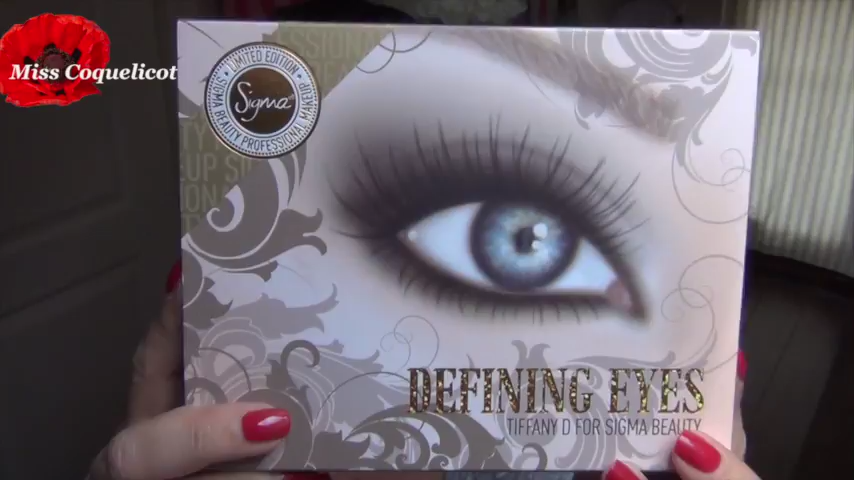 Miss Coquelicot
LIMITED EDITION
Sigma
SIGMA BEAUTY PROFESSIONAL MAKEUP
DEFINING EYES
TIFFANY D FOR SIGMA BEAUTY